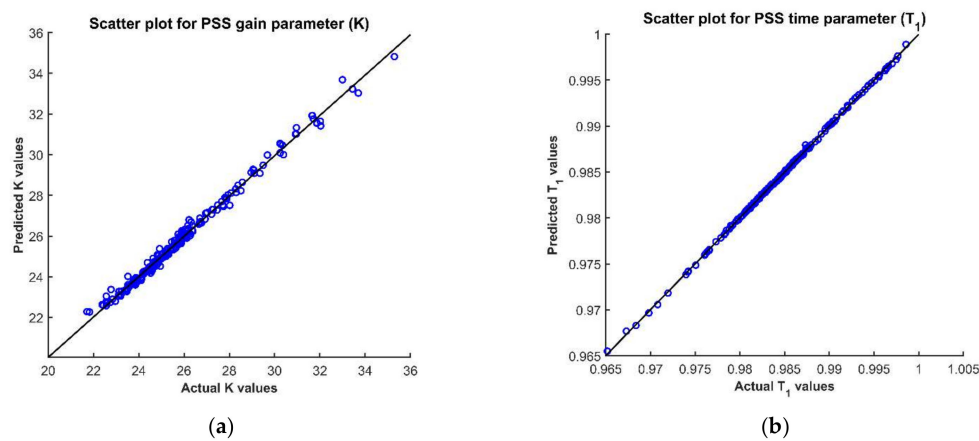 Scatter plot for PSS gain parameter (K)
36
34
32
30
28
26
24
22
20 22 24 26 28 30 32 34 36
Predicted K values
Actual K values
(a)
Scatter plot for PSS time parameter (T1)
1
0.995
0.99
0.985
0.98
0.975
0.97
0.965
0.965 0.97 0.975 0.98 0.985 0.99 0.995 1 1.005
Predicted T1 values
Actual T1 values
(b)